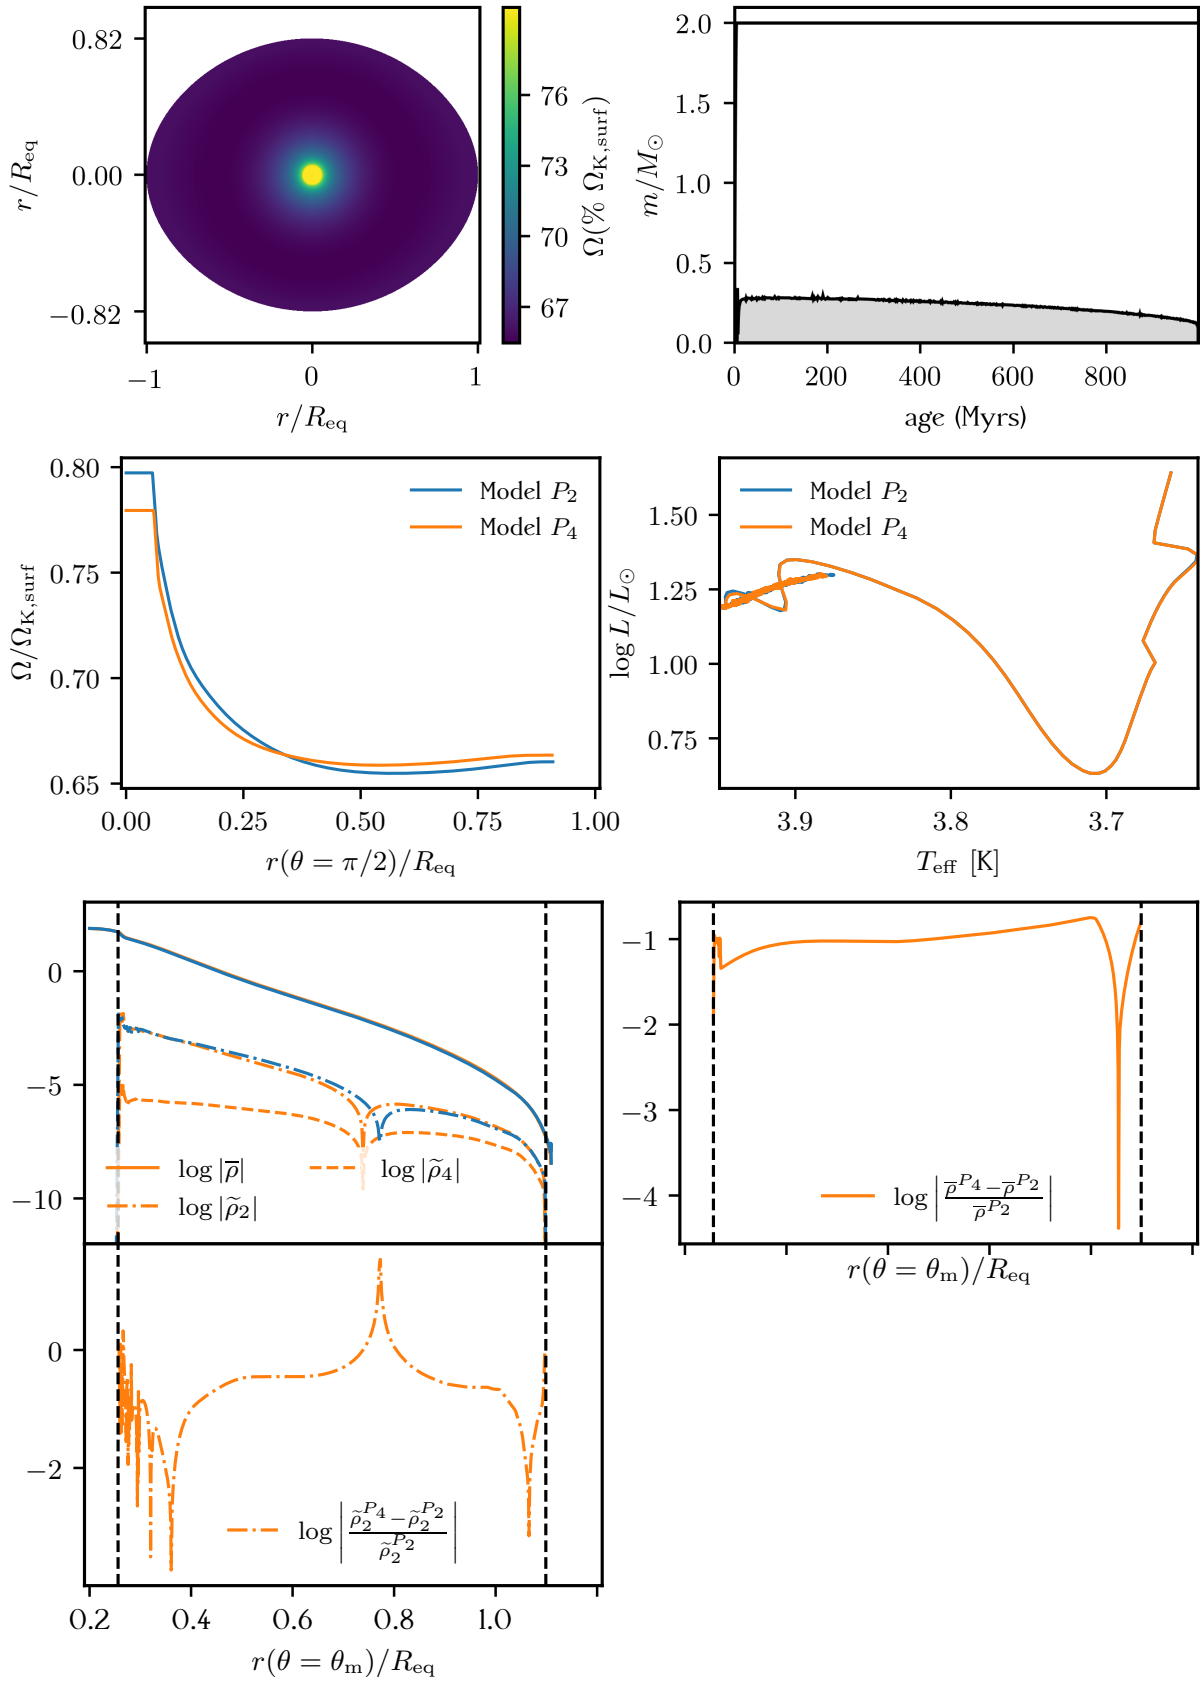 0.82
0.00
−0.82
r/R_eq
−1
0
1
r/R_eq
76
73
70
67
Ω(% Ω_K,surf)
2.0
1.5
1.0
0.5
0.0
m/M_⊙
0
200
400
600
800
age (Myrs)
0.80
0.75
0.70
0.65
Ω/Ω_K,surf
Model P_2
Model P_4
0.00
0.25
0.50
0.75
1.00
r(θ = π/2)/R_eq
1.50
1.25
1.00
0.75
log L/L_⊙
Model P_2
Model P_4
3.9
3.8
3.7
T_eff [K]
0
−5
−10
log |ρ̅|
log |ρ̃_2|
log |ρ̃_4|
−1
−2
−3
−4
log |(ρ̅^{P_4} − ρ̅^{P_2})/ρ̅^{P_2}|
r(θ = θ_m)/R_eq
0
−2
log |(ρ̃_2^{P_4} − ρ̃_2^{P_2})/ρ̃_2^{P_2}|
0.2
0.4
0.6
0.8
1.0
r(θ = θ_m)/R_eq